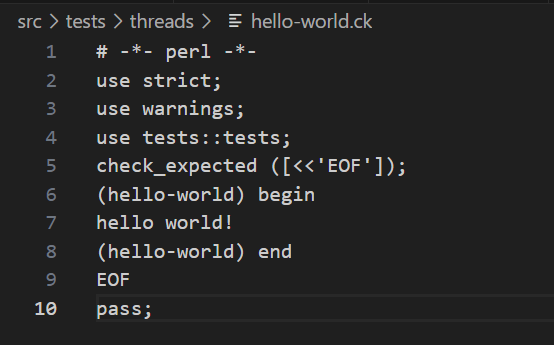 src > tests > threads > hello-world.ck
1 # -*- perl -*-
2 use strict;
3 use warnings;
4 use tests::tests;
5 check_expected ([<<'EOF']);
6 (hello-world) begin
7 hello world!
8 (hello-world) end
9 EOF
10 pass;